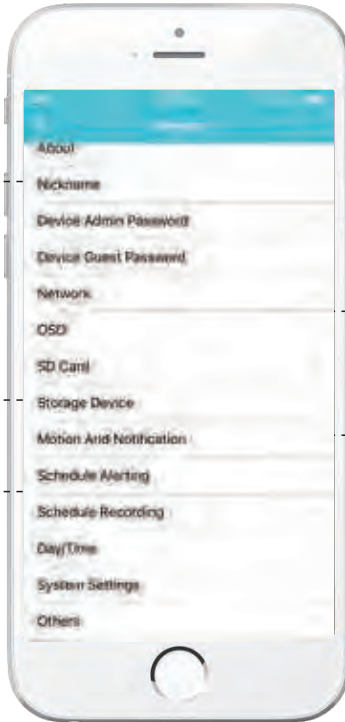 About
Nickname
Device Admin Password
Device Guest Password
Network
OSD
SD Card
Storage Device
Motion And Notification
Schedule Alerting
Schedule Recording
Day/Time
System Settings
Others